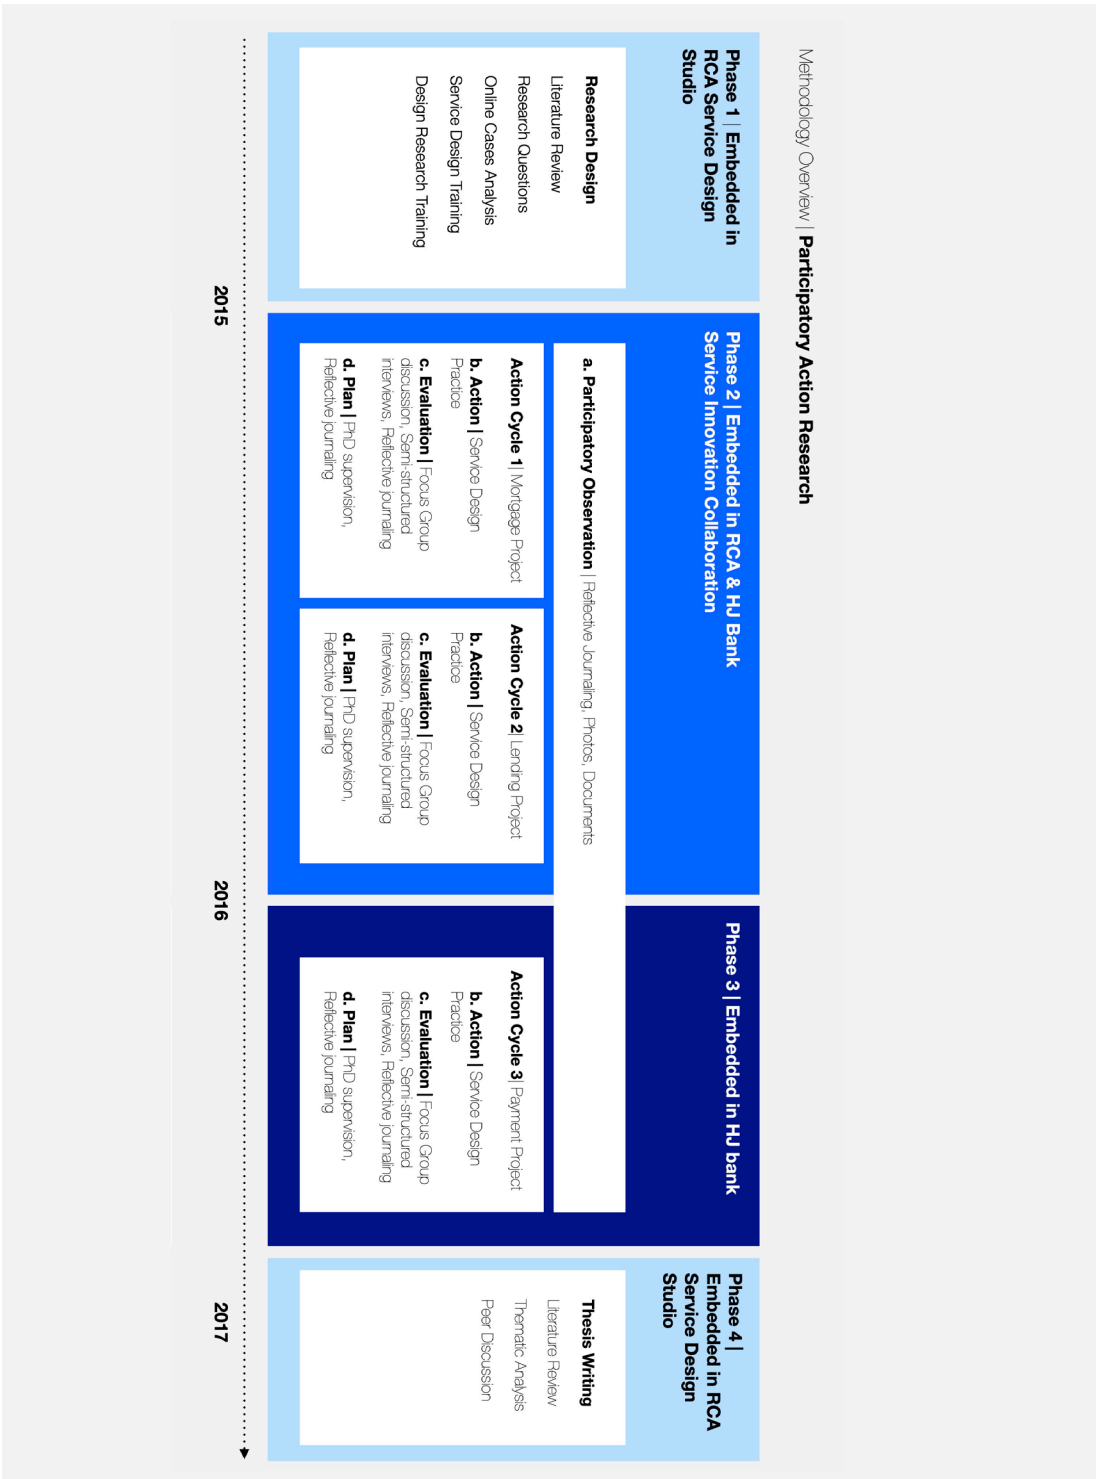 Methodology Overview | Participatory Action Research
Phase 1 | Embedded in
RCA Service Design
Studio
Research Design
Literature Review
Research Questions
Online Cases Analysis
Service Design Training
Design Research Training
Phase 2 | Embedded in RCA & HJ Bank
Service Innovation Collaboration
a. Participatory Observation | Reflective Journaling, Photos, Documents
Action Cycle 1| Mortgage Project
b. Action | Service Design
Practice
c. Evaluation | Focus Group
discussion, Semi-structured
interviews, Reflective journaling
d. Plan | PhD supervision,
Reflective journaling
Action Cycle 2| Lending Project
b. Action | Service Design
Practice
c. Evaluation | Focus Group
discussion, Semi-structured
interviews, Reflective journaling
d. Plan | PhD supervision,
Reflective journaling
Phase 3 | Embedded in HJ bank
Action Cycle 3| Payment Project
b. Action | Service Design
Practice
c. Evaluation | Focus Group
discussion, Semi-structured
interviews, Reflective journaling
d. Plan | PhD supervision,
Reflective journaling
Phase 4 |
Embedded in RCA
Service Design
Studio
Thesis Writing
Literature Review
Thematic Analysis
Peer Discussion
2015
2016
2017